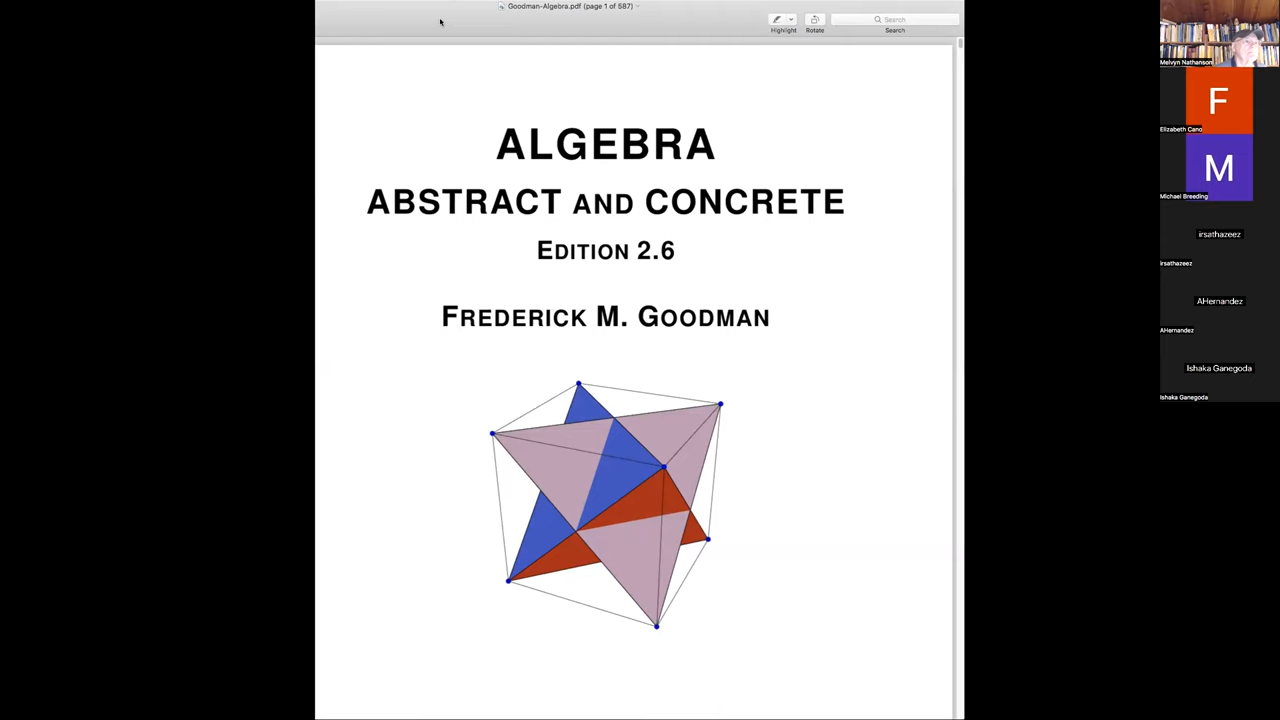 Goodman-Algebra.pdf (page 1 of 587)
Highlight
Rotate
Search
Search
ALGEBRA
ABSTRACT AND CONCRETE
EDITION 2.6
FREDERICK M. GOODMAN
Melvyn Nathanson
F
Elizabeth Cano
M
Michael Breeding
irsathazeez
irsathazeez
AHernandez
AHernandez
Ishaka Ganegoda
Ishaka Ganegoda